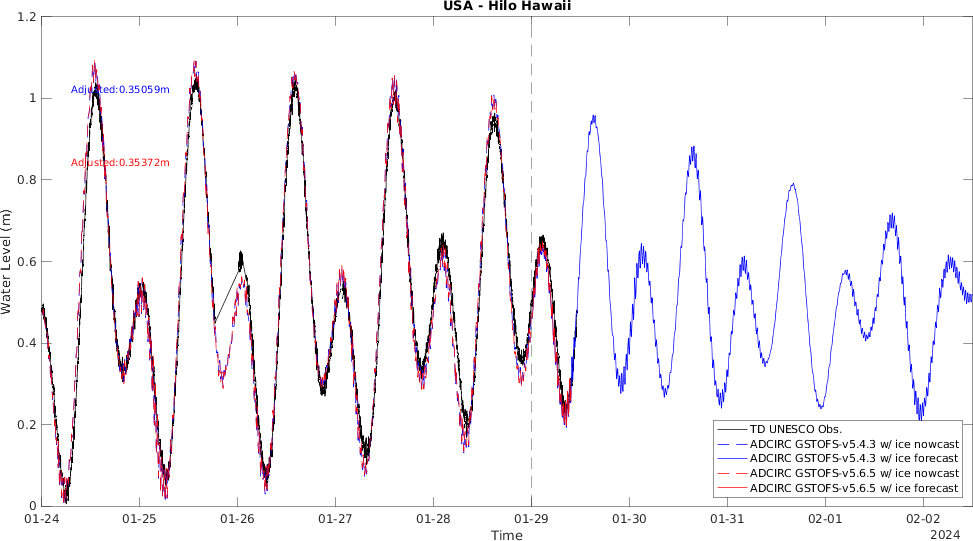 USA - Hilo Hawaii
1.2
1
0.8
0.6
0.4
0.2
0
Water Level (m)
Adjusted:0.35059m
Adjusted:0.35372m
TD UNESCO Obs.
ADCIRC GSTOFS-v5.4.3 w/ ice nowcast
ADCIRC GSTOFS-v5.4.3 w/ ice forecast
ADCIRC GSTOFS-v5.6.5 w/ ice nowcast
ADCIRC GSTOFS-v5.6.5 w/ ice forecast
01-24 01-25 01-26 01-27 01-28 01-29 01-30 01-31 02-01 02-02
Time
2024